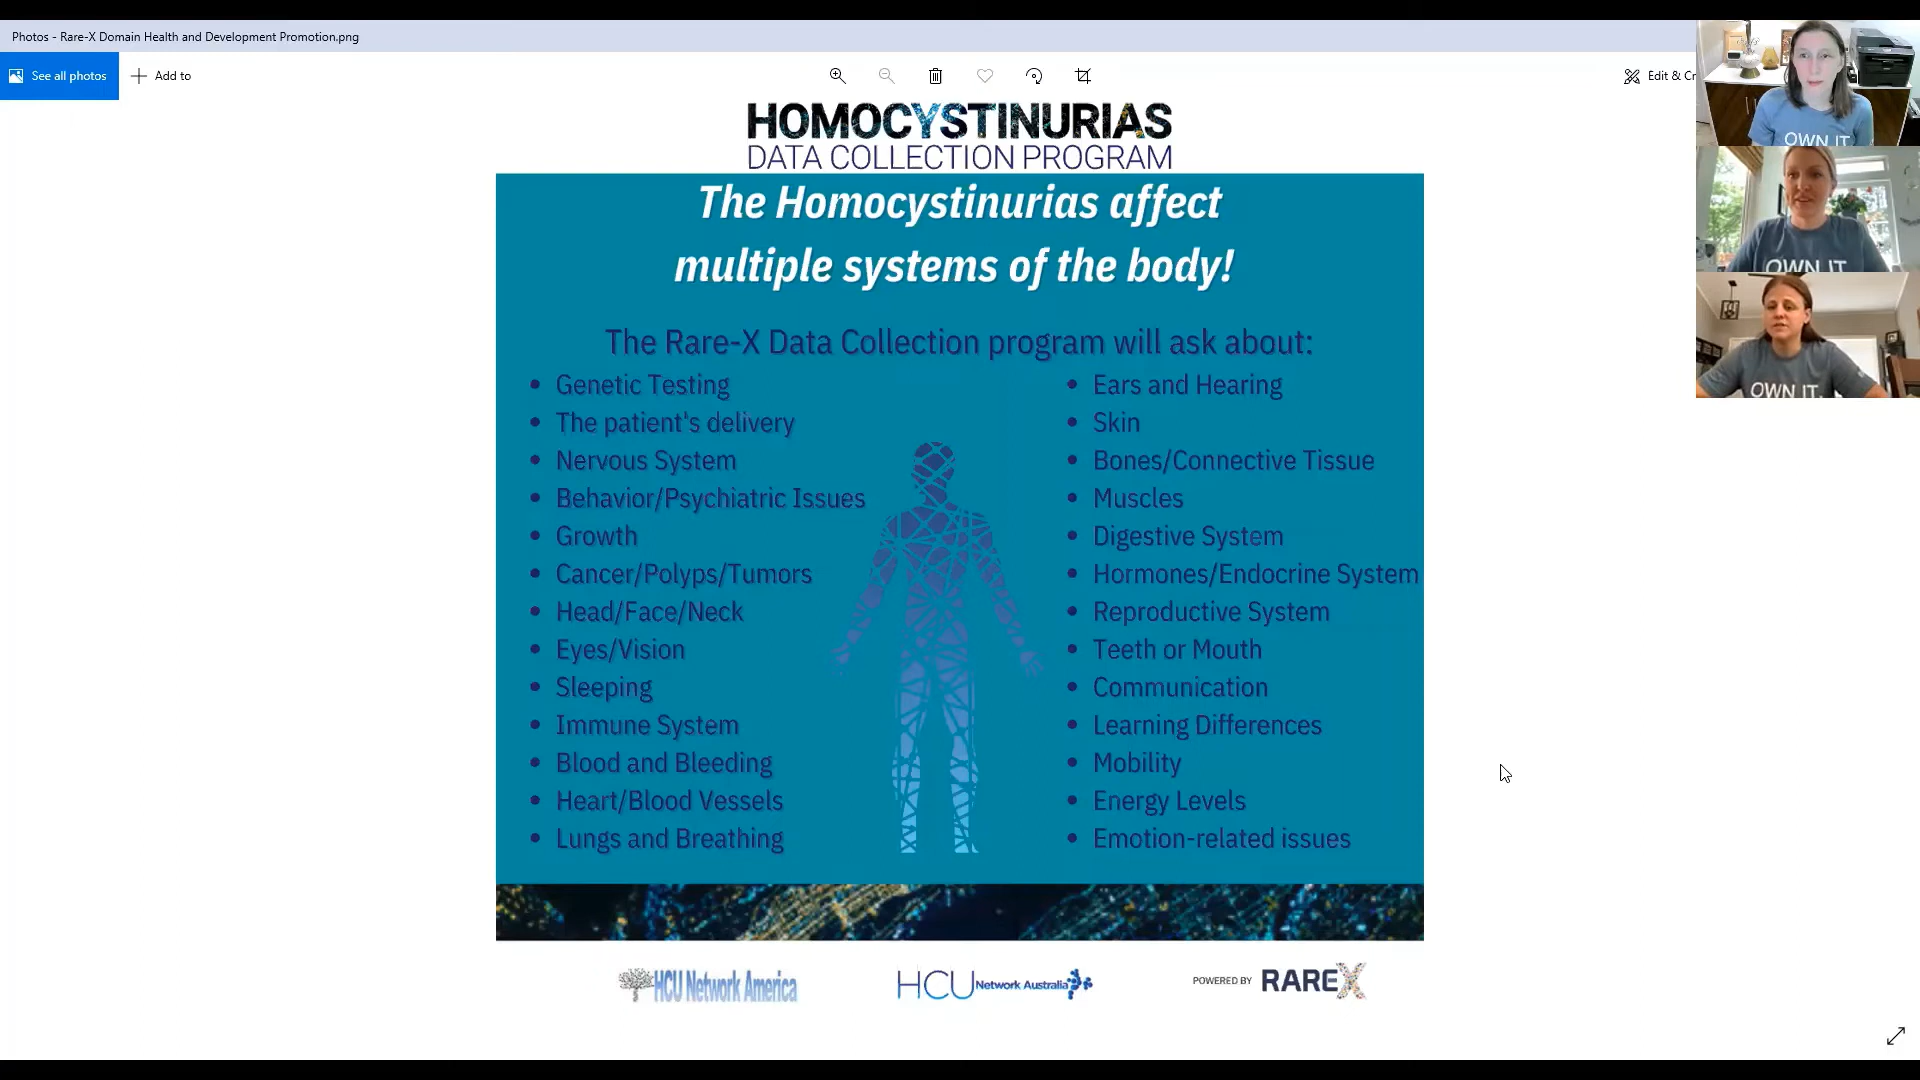 Photos - Rare-X Domain Health and Development Promotion.png
See all photos
Add to
Edit & Cr
HOMOCYSTINURIAS
DATA COLLECTION PROGRAM
The Homocystinurias affect
multiple systems of the body!
The Rare-X Data Collection program will ask about:
• Genetic Testing
• The patient's delivery
• Nervous System
• Behavior/Psychiatric Issues
• Growth
• Cancer/Polyps/Tumors
• Head/Face/Neck
• Eyes/Vision
• Sleeping
• Immune System
• Blood and Bleeding
• Heart/Blood Vessels
• Lungs and Breathing
• Ears and Hearing
• Skin
• Bones/Connective Tissue
• Muscles
• Digestive System
• Hormones/Endocrine System
• Reproductive System
• Teeth or Mouth
• Communication
• Learning Differences
• Mobility
• Energy Levels
• Emotion-related issues
HCU Network America
HCU Network Australia
POWERED BY RAREX
OWN IT
OWN IT
OWN IT.